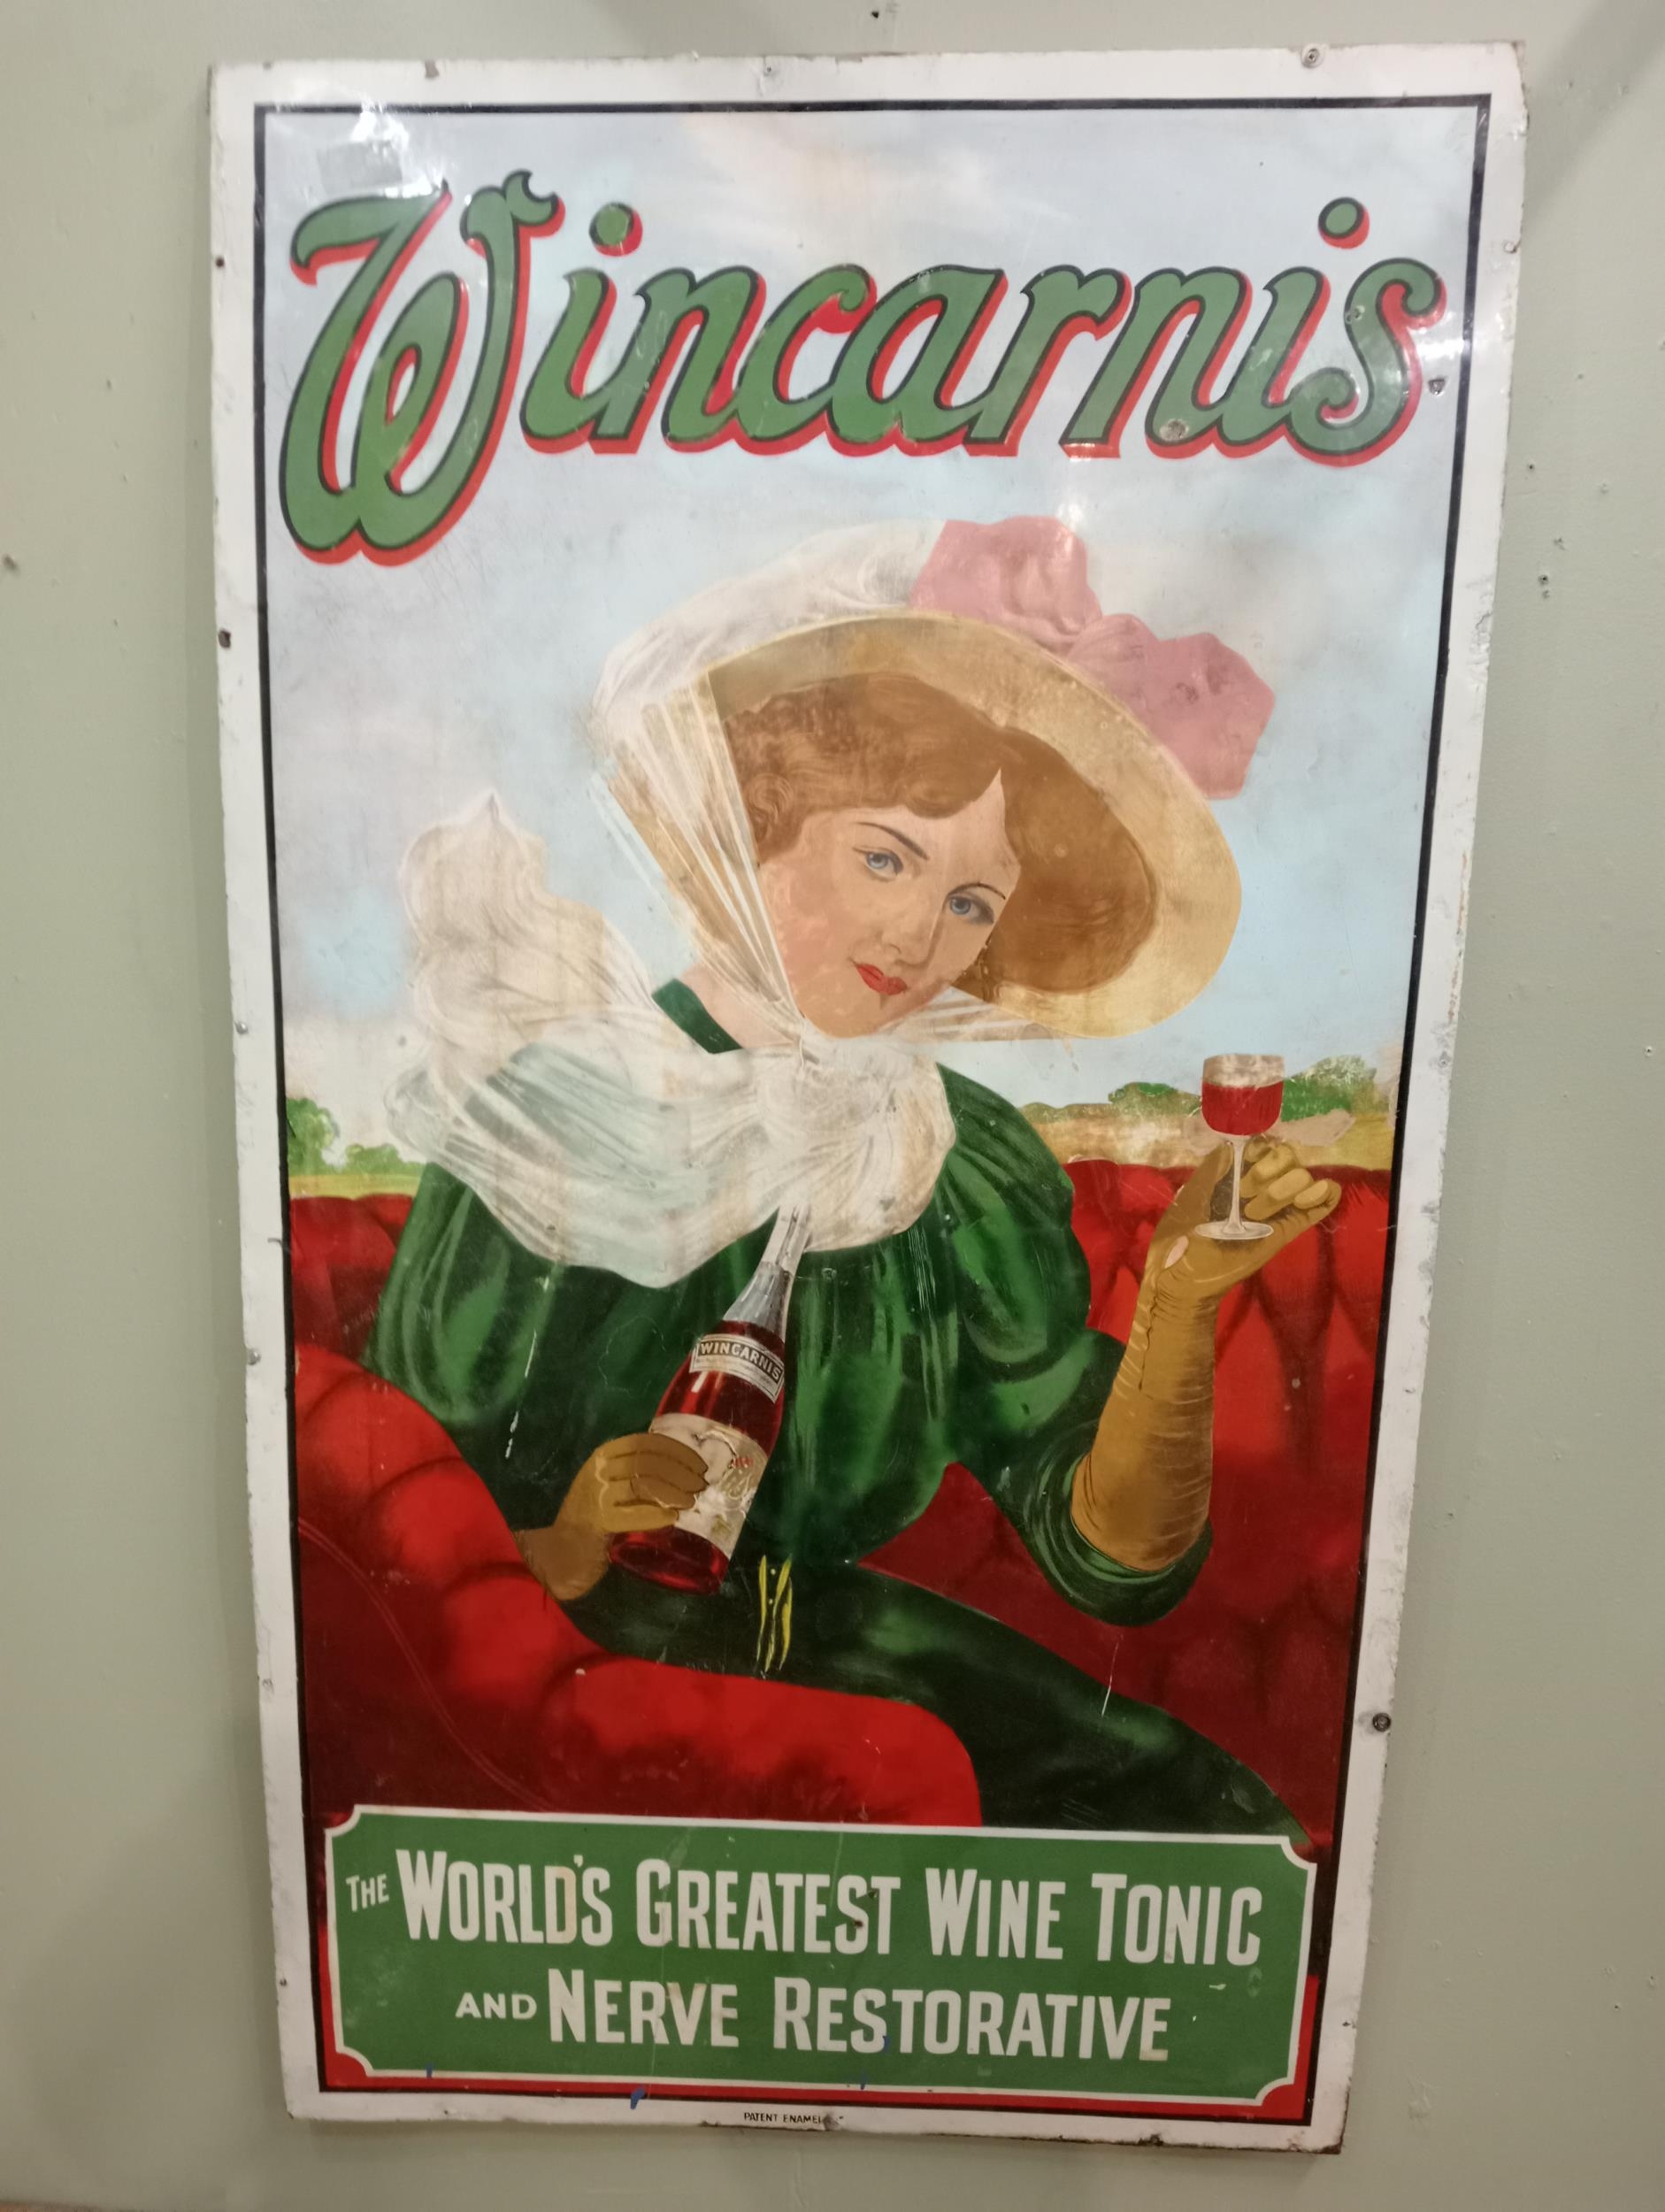 Wincarnis
WINCARNIS
THE WORLD'S GREATEST WINE TONIC
AND NERVE RESTORATIVE
PATENT ENAMEL